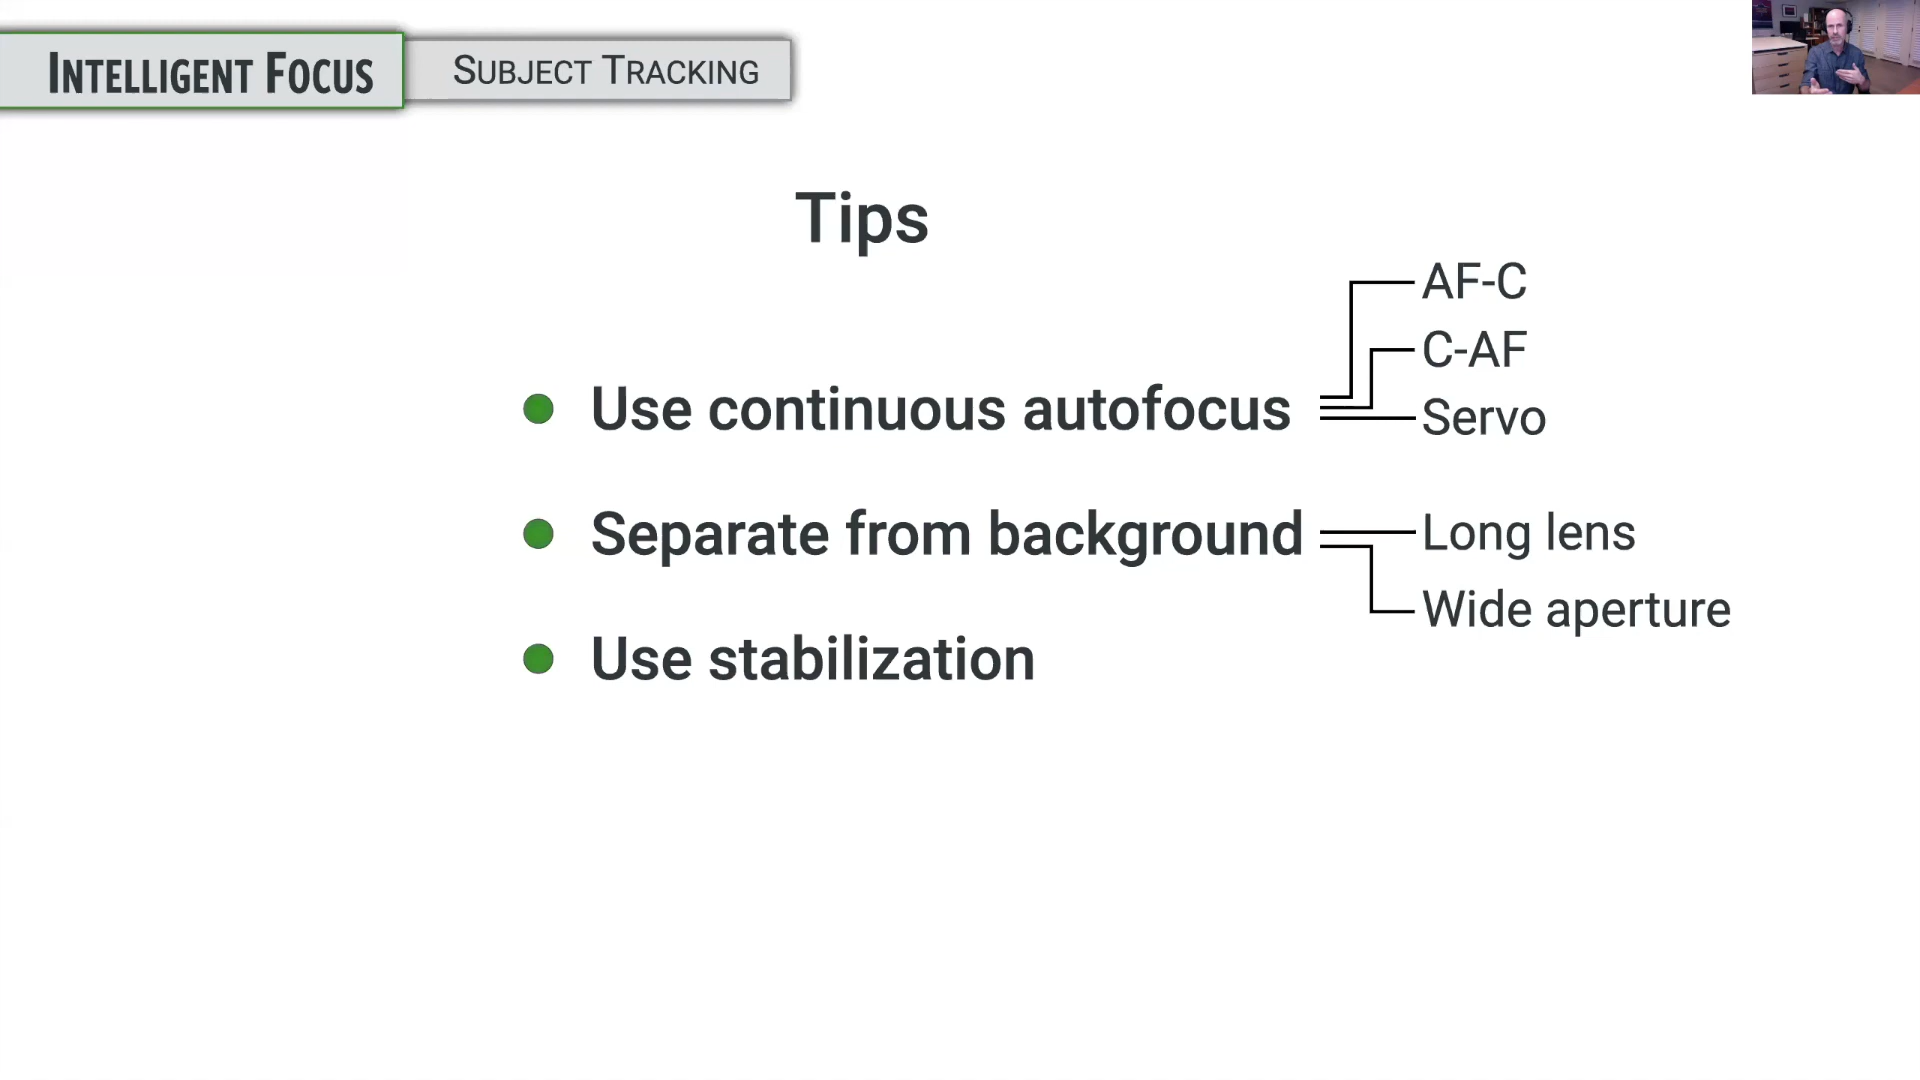 INTELLIGENT FOCUS
SUBJECT TRACKING
Tips
Use continuous autofocus
AF-C
C-AF
Servo
Separate from background
Long lens
Wide aperture
Use stabilization